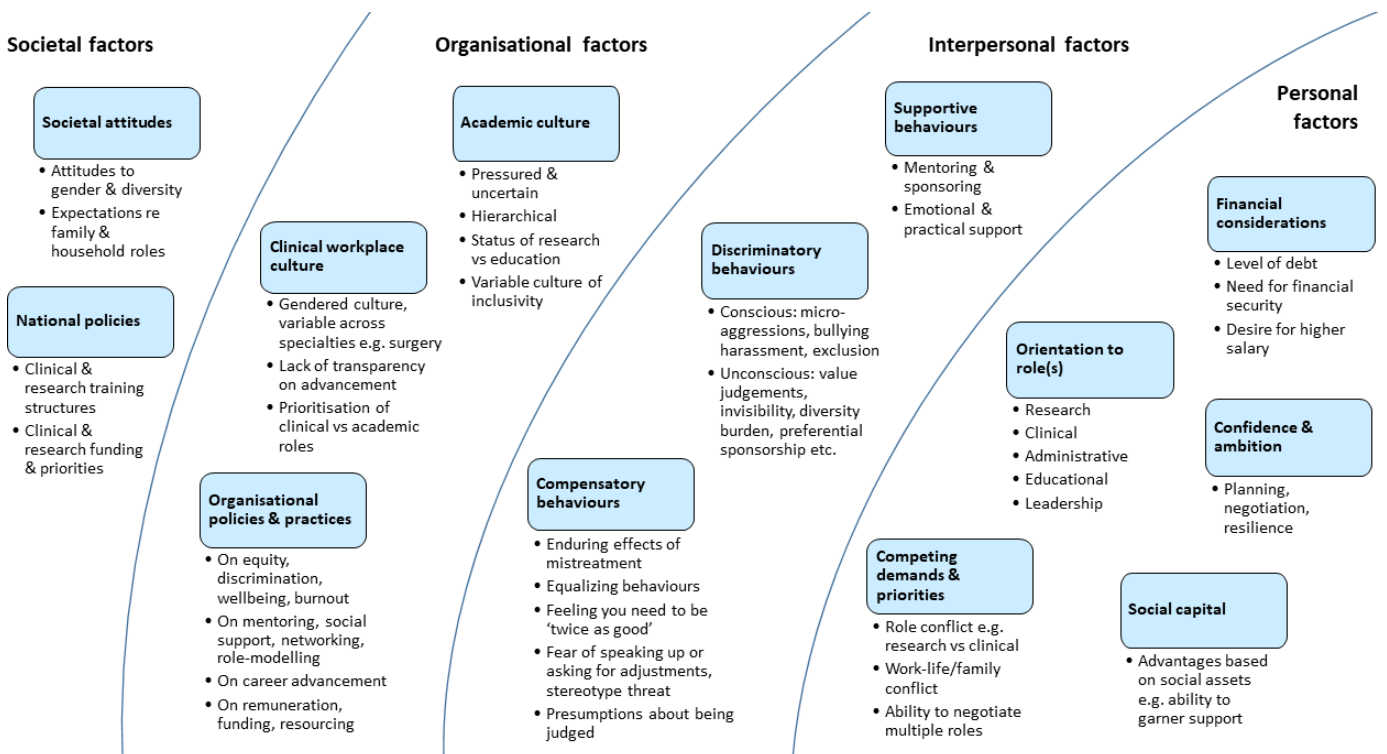 Societal factors
Societal attitudes
• Attitudes to
gender & diversity
• Expectations re
family &
household roles
National policies
• Clinical &
research training
structures
• Clinical &
research funding
& priorities
Organisational factors
Clinical workplace
culture
• Gendered culture,
variable across
specialties e.g. surgery
• Lack of transparency
on advancement
• Prioritisation of
clinical vs academic
roles
Organisational
policies & practices
• On equity,
discrimination,
wellbeing, burnout
• On mentoring, social
support, networking,
role-modelling
• On career advancement
• On remuneration,
funding, resourcing
Academic culture
• Pressured &
uncertain
• Hierarchical
• Status of research
vs education
• Variable culture of
inclusivity
Interpersonal factors
Supportive
behaviours
• Mentoring &
sponsoring
• Emotional &
practical support
Discriminatory
behaviours
• Conscious: micro-
aggressions, bullying
harassment, exclusion
• Unconscious: value
judgements,
invisibility, diversity
burden, preferential
sponsorship etc.
Compensatory
behaviours
• Enduring effects of
mistreatment
• Equalizing behaviours
• Feeling you need to be
‘twice as good’
• Fear of speaking up or
asking for adjustments,
stereotype threat
• Presumptions about being
judged
Personal
factors
Financial
considerations
• Level of debt
• Need for financial
security
• Desire for higher
salary
Orientation to
role(s)
• Research
• Clinical
• Administrative
• Educational
• Leadership
Confidence &
ambition
• Planning,
negotiation,
resilience
Competing
demands &
priorities
• Role conflict e.g.
research vs clinical
• Work-life/family
conflict
• Ability to negotiate
multiple roles
Social capital
• Advantages based
on social assets
e.g. ability to
garner support